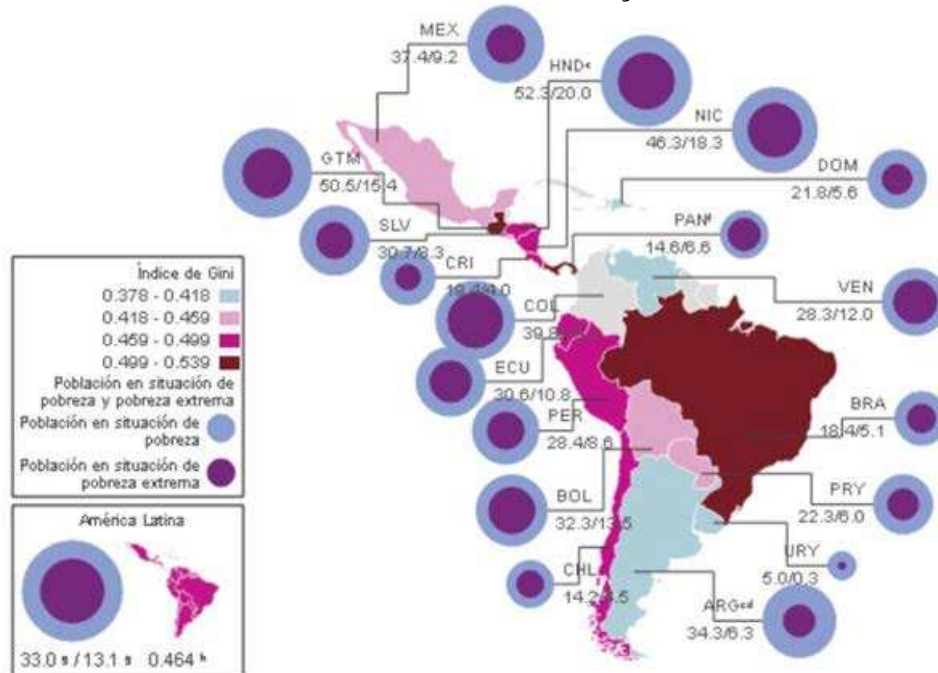 MEX
37.4/9.2
HNDᵉ
52.3/20.0
NIC
46.3/18.3
GTM
50.5/15.4
DOM
21.8/5.6
SLV
30.7/8.3
PANᶠ
14.6/6.6
CRI
VEN
28.3/12.0
COL
39.8
ECU
30.6/10.8
PER
28.4/8.6
BRA
18.4/5.1
BOL
32.3/13.5
PRY
22.3/6.0
URY
5.0/0.3
CHL
ARGᶜᵈ
34.3/6.3
Índice de Gini
0.378 - 0.418
0.418 - 0.459
0.459 - 0.499
0.499 - 0.539
Población en situación de
pobreza y pobreza extrema
Población en situación de
pobreza
Población en situación de
pobreza extrema
América Latina
33.0 ᵍ / 13.1 ᵍ 0.464 ʰ